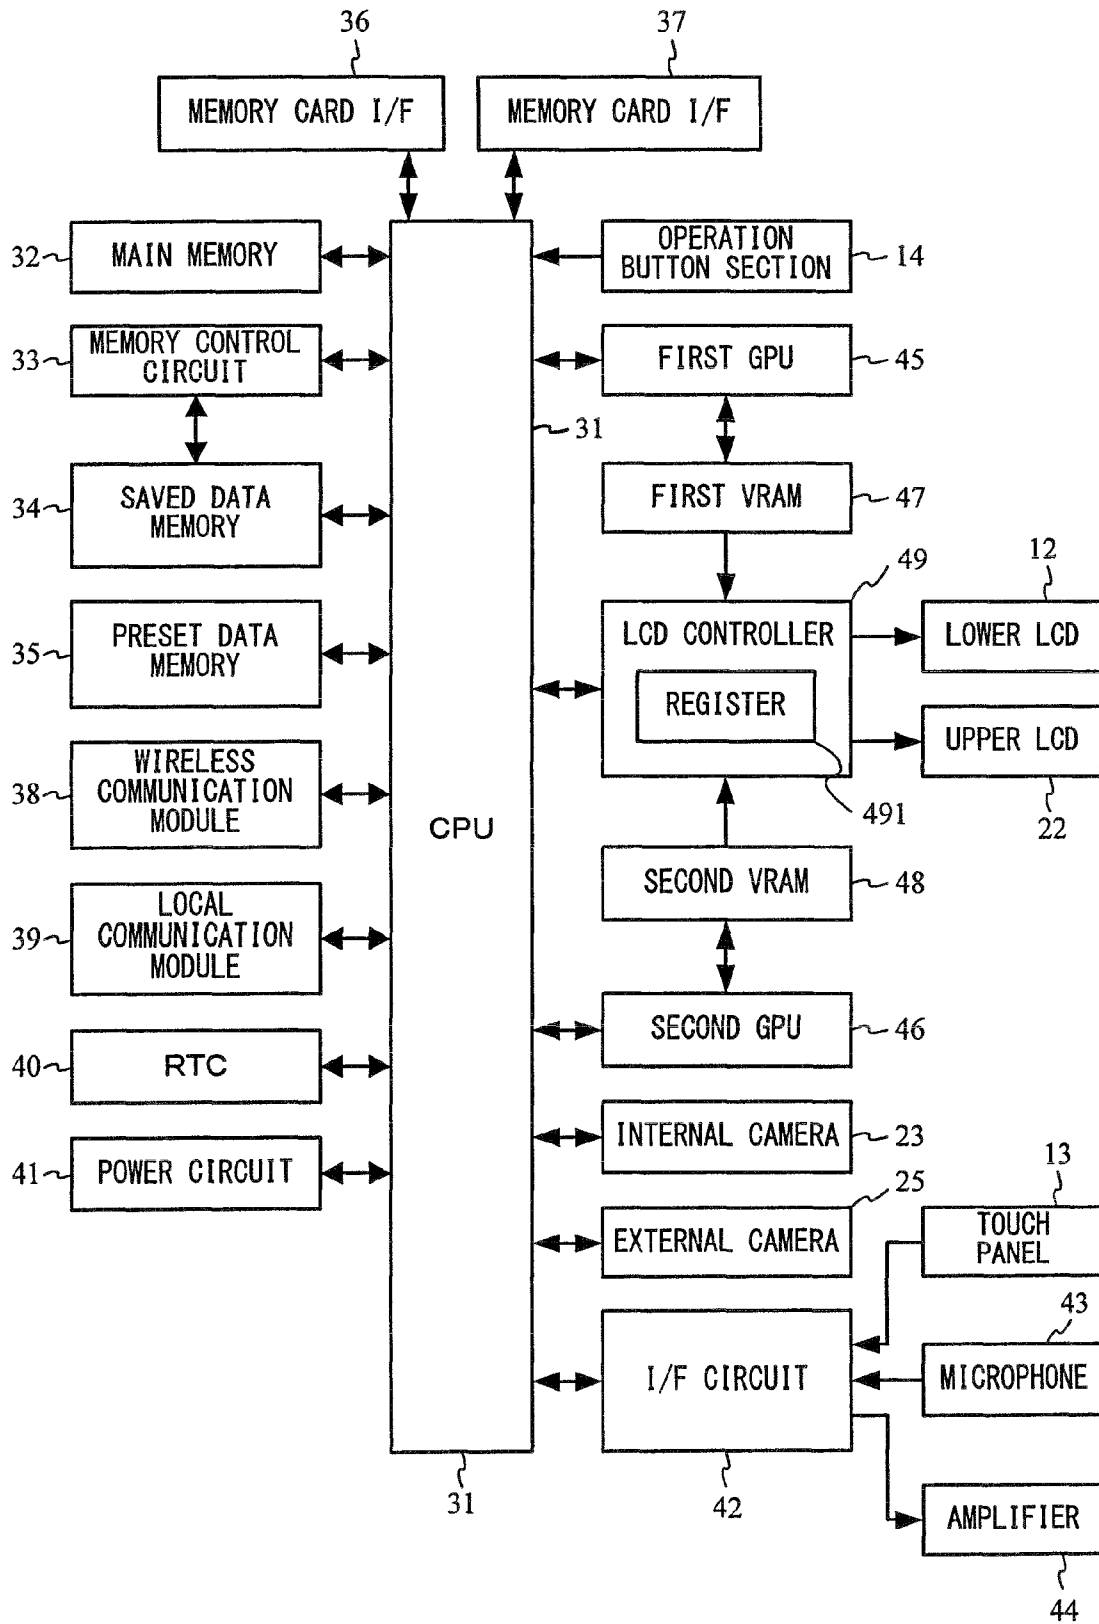 36
37
MEMORY CARD I/F
MEMORY CARD I/F
32
MAIN MEMORY
OPERATION
BUTTON SECTION
14
33
MEMORY CONTROL
CIRCUIT
FIRST GPU
45
31
34
SAVED DATA
MEMORY
FIRST VRAM
47
49
12
35
PRESET DATA
MEMORY
LCD CONTROLLER
LOWER LCD
REGISTER
UPPER LCD
38
WIRELESS
COMMUNICATION
MODULE
491
22
CPU
SECOND VRAM
48
39
LOCAL
COMMUNICATION
MODULE
SECOND GPU
46
40
RTC
INTERNAL CAMERA
23
41
POWER CIRCUIT
25
13
EXTERNAL CAMERA
TOUCH
PANEL
43
I/F CIRCUIT
MICROPHONE
31
42
AMPLIFIER
44